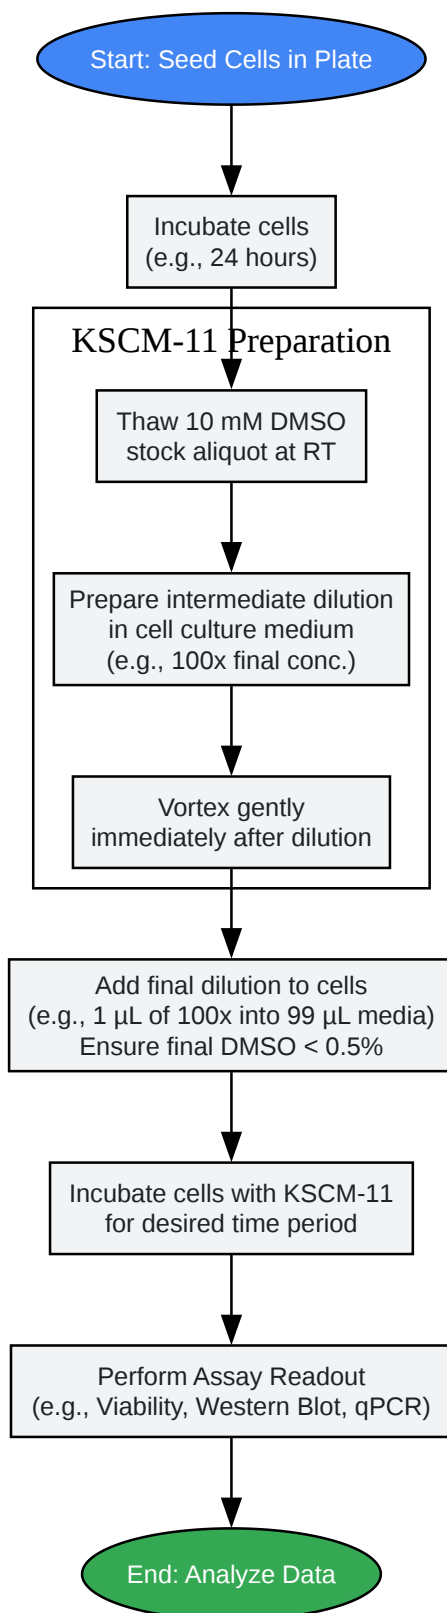 Start: Seed Cells in Plate
Incubate cells
(e.g., 24 hours)
KSCM-11 Preparation
Thaw 10 mM DMSO
stock aliquot at RT
Prepare intermediate dilution
in cell culture medium
(e.g., 100x final conc.)
Vortex gently
immediately after dilution
Add final dilution to cells
(e.g., 1 µL of 100x into 99 µL media)
Ensure final DMSO < 0.5%
Incubate cells with KSCM-11
for desired time period
Perform Assay Readout
(e.g., Viability, Western Blot, qPCR)
End: Analyze Data